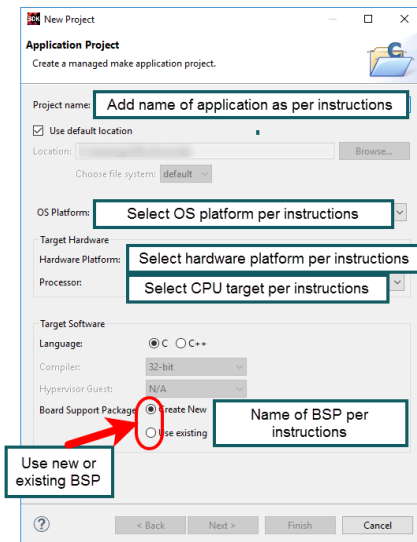 SDK New Project
Application Project
Create a managed make application project.
Project name: Add name of application as per instructions
Use default location
Location: Browse...
Choose file system: default
OS Platform: Select OS platform per instructions
Target Hardware
Hardware Platform: Select hardware platform per instructions
Processor: Select CPU target per instructions
Target Software
Language: C C++
Compiler: 32-bit
Hypervisor Guest: N/A
Board Support Package Create New Name of BSP per
instructions
Use existing
Use new or
existing BSP
? < Back Next > Finish Cancel